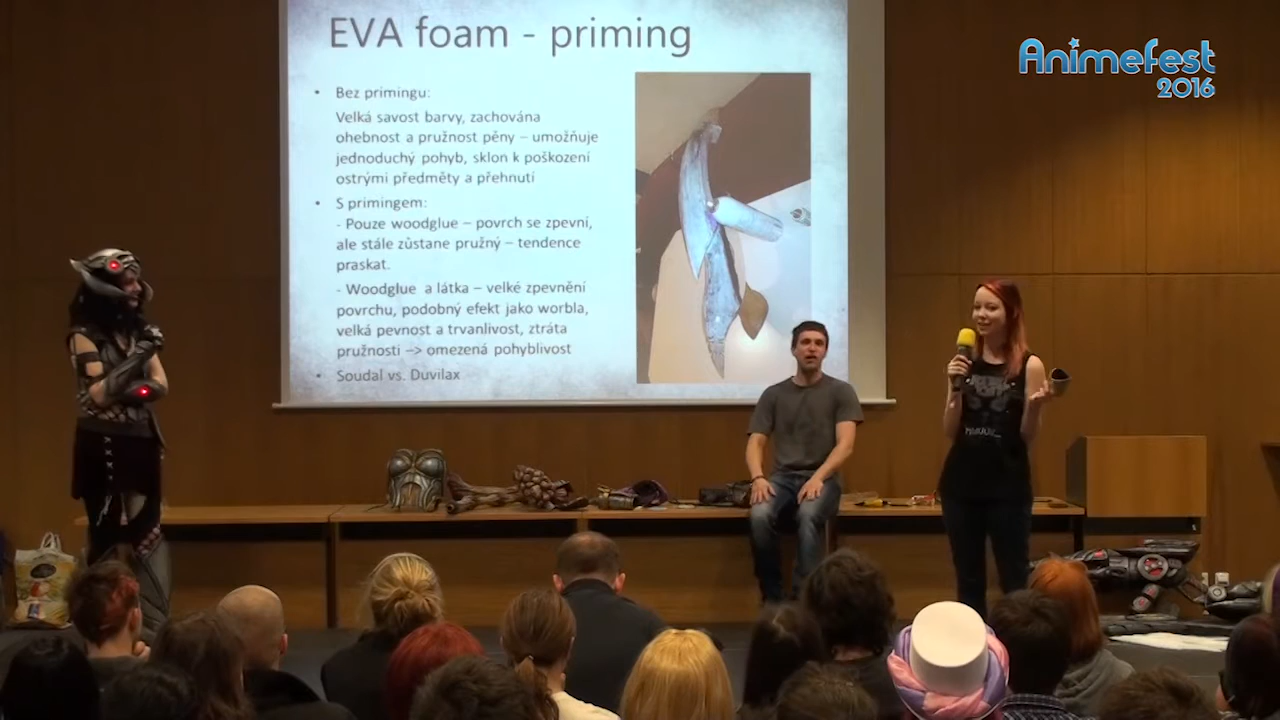 EVA foam - priming
Animefest
2016
• Bez primingu:
Velká savost barvy, zachována
ohebnost a pružnost pěny – umožňuje
jednoduchý pohyb, sklon k poškození
ostrými předměty a přehnutí
• S primingem:
- Pouze woodglue – povrch se zpevní,
ale stále zůstane pružný – tendence
praskat.
- Woodglue a látka – velké zpevnění
povrchu, podobný efekt jako worbla,
velká pevnost a trvanlivost, ztráta
pružnosti –> omezená pohyblivost
• Soudal vs. Duvilax